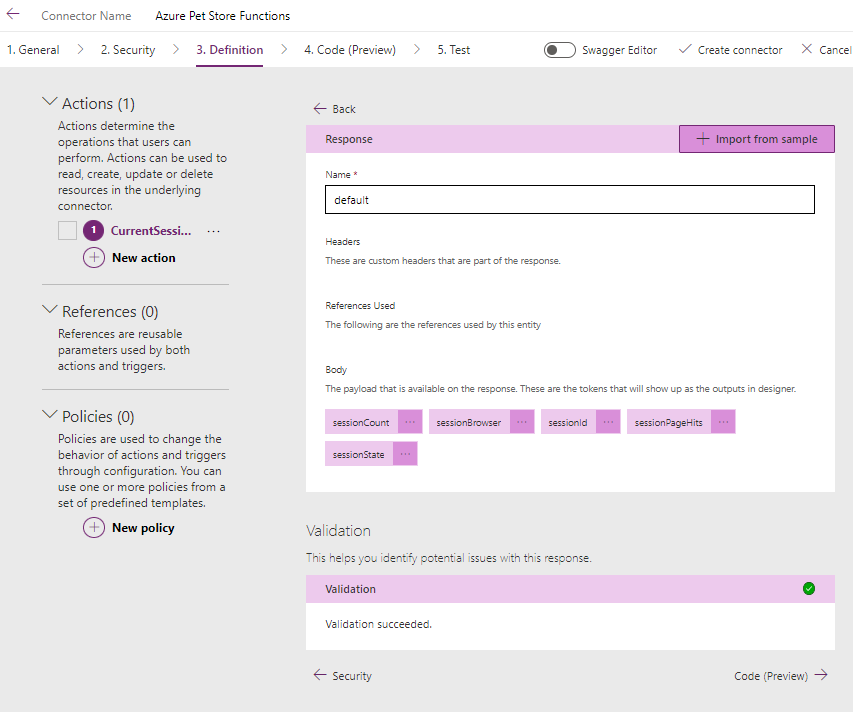 Connector Name Azure Pet Store Functions
1. General 2. Security 3. Definition 4. Code (Preview) 5. Test Swagger Editor Create connector Cancel
Actions (1)
Actions determine the
operations that users can
perform. Actions can be used to
read, create, update or delete
resources in the underlying
connector.
1 CurrentSessi... ...
New action
References (0)
References are reusable
parameters used by both
actions and triggers.
Policies (0)
Policies are used to change the
behavior of actions and triggers
through configuration. You can
use one or more policies from a
set of predefined templates.
New policy
Back
Response Import from sample
Name *
default
Headers
These are custom headers that are part of the response.
References Used
The following are the references used by this entity
Body
The payload that is available on the response. These are the tokens that will show up as the outputs in designer.
sessionCount ... sessionBrowser ... sessionId ... sessionPageHits ...
sessionState ...
Validation
This helps you identify potential issues with this response.
Validation
Validation succeeded.
Security Code (Preview)